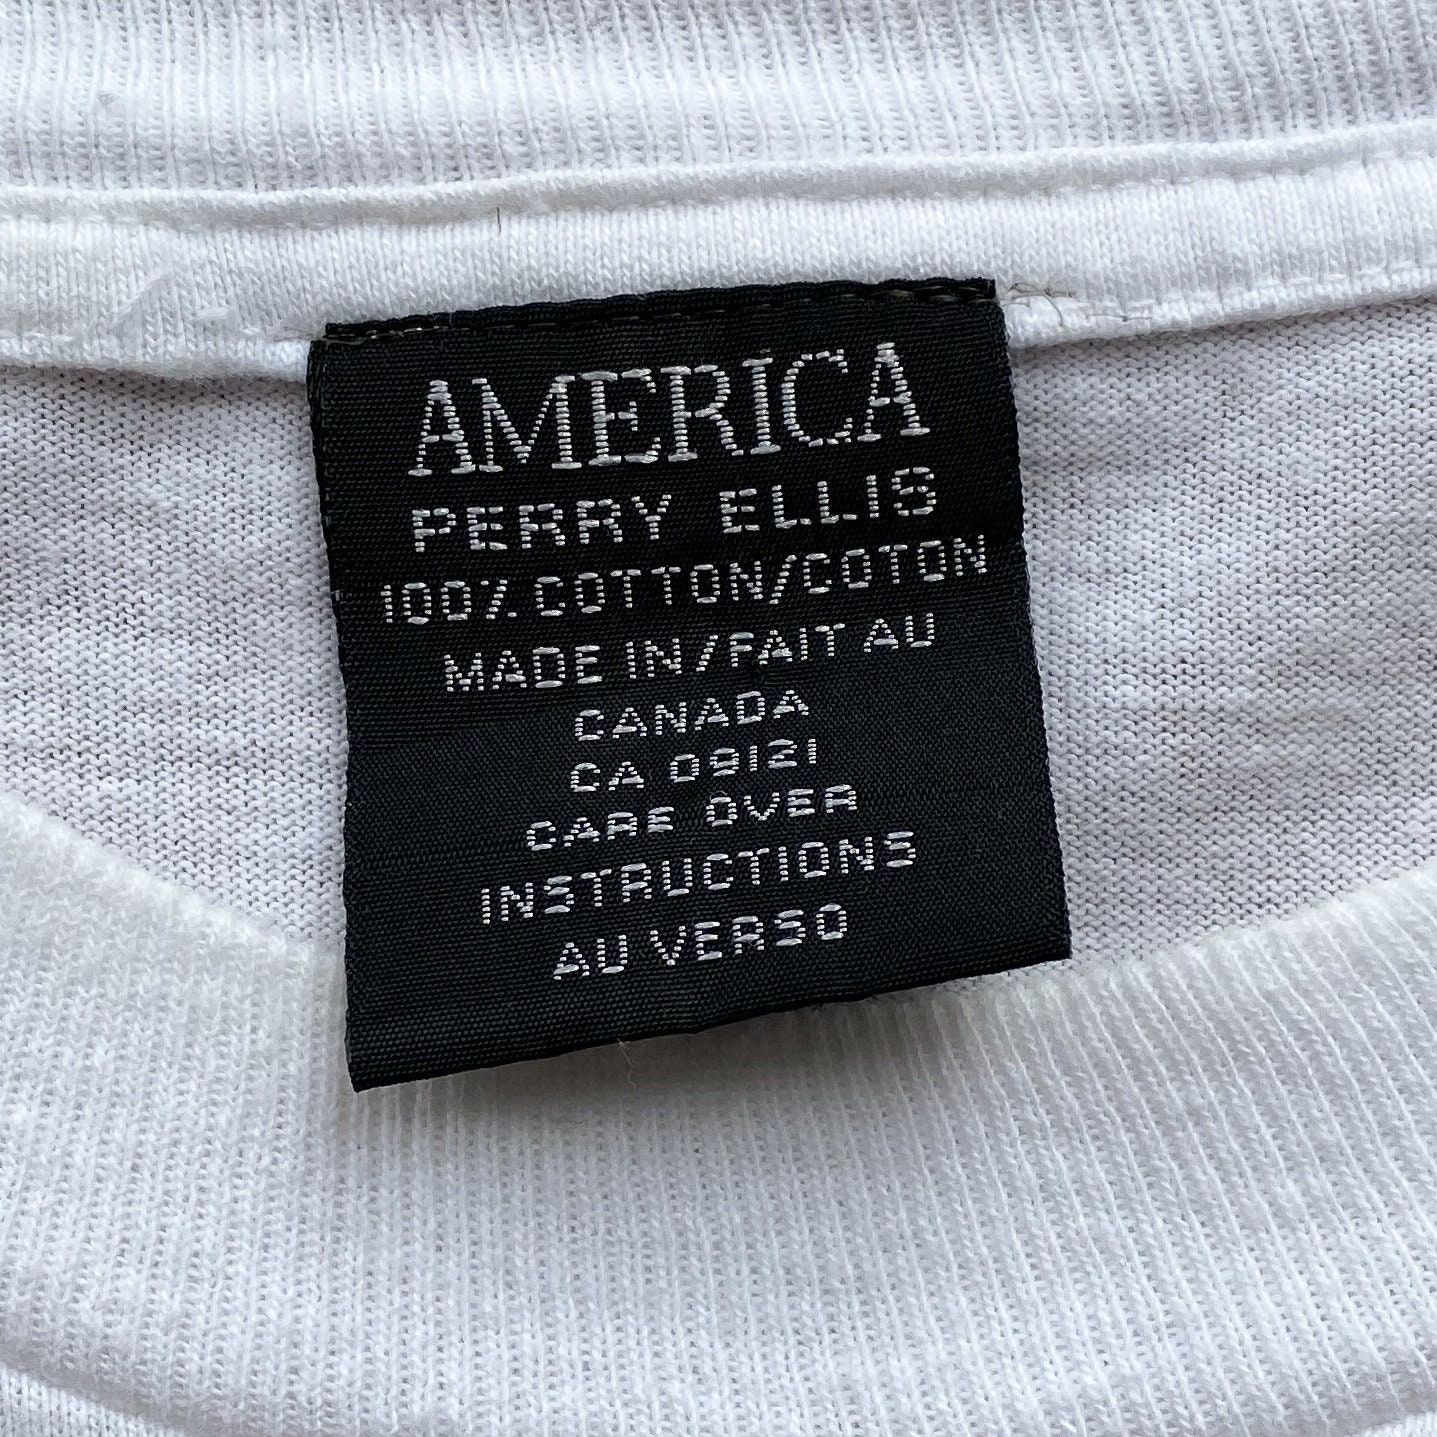 AMERICA
PERRY ELLIS
100% COTTON/COTON
MADE IN/FAIT AU
CANADA
CA 09121
CARE OVER
INSTRUCTIONS
AU VERSO